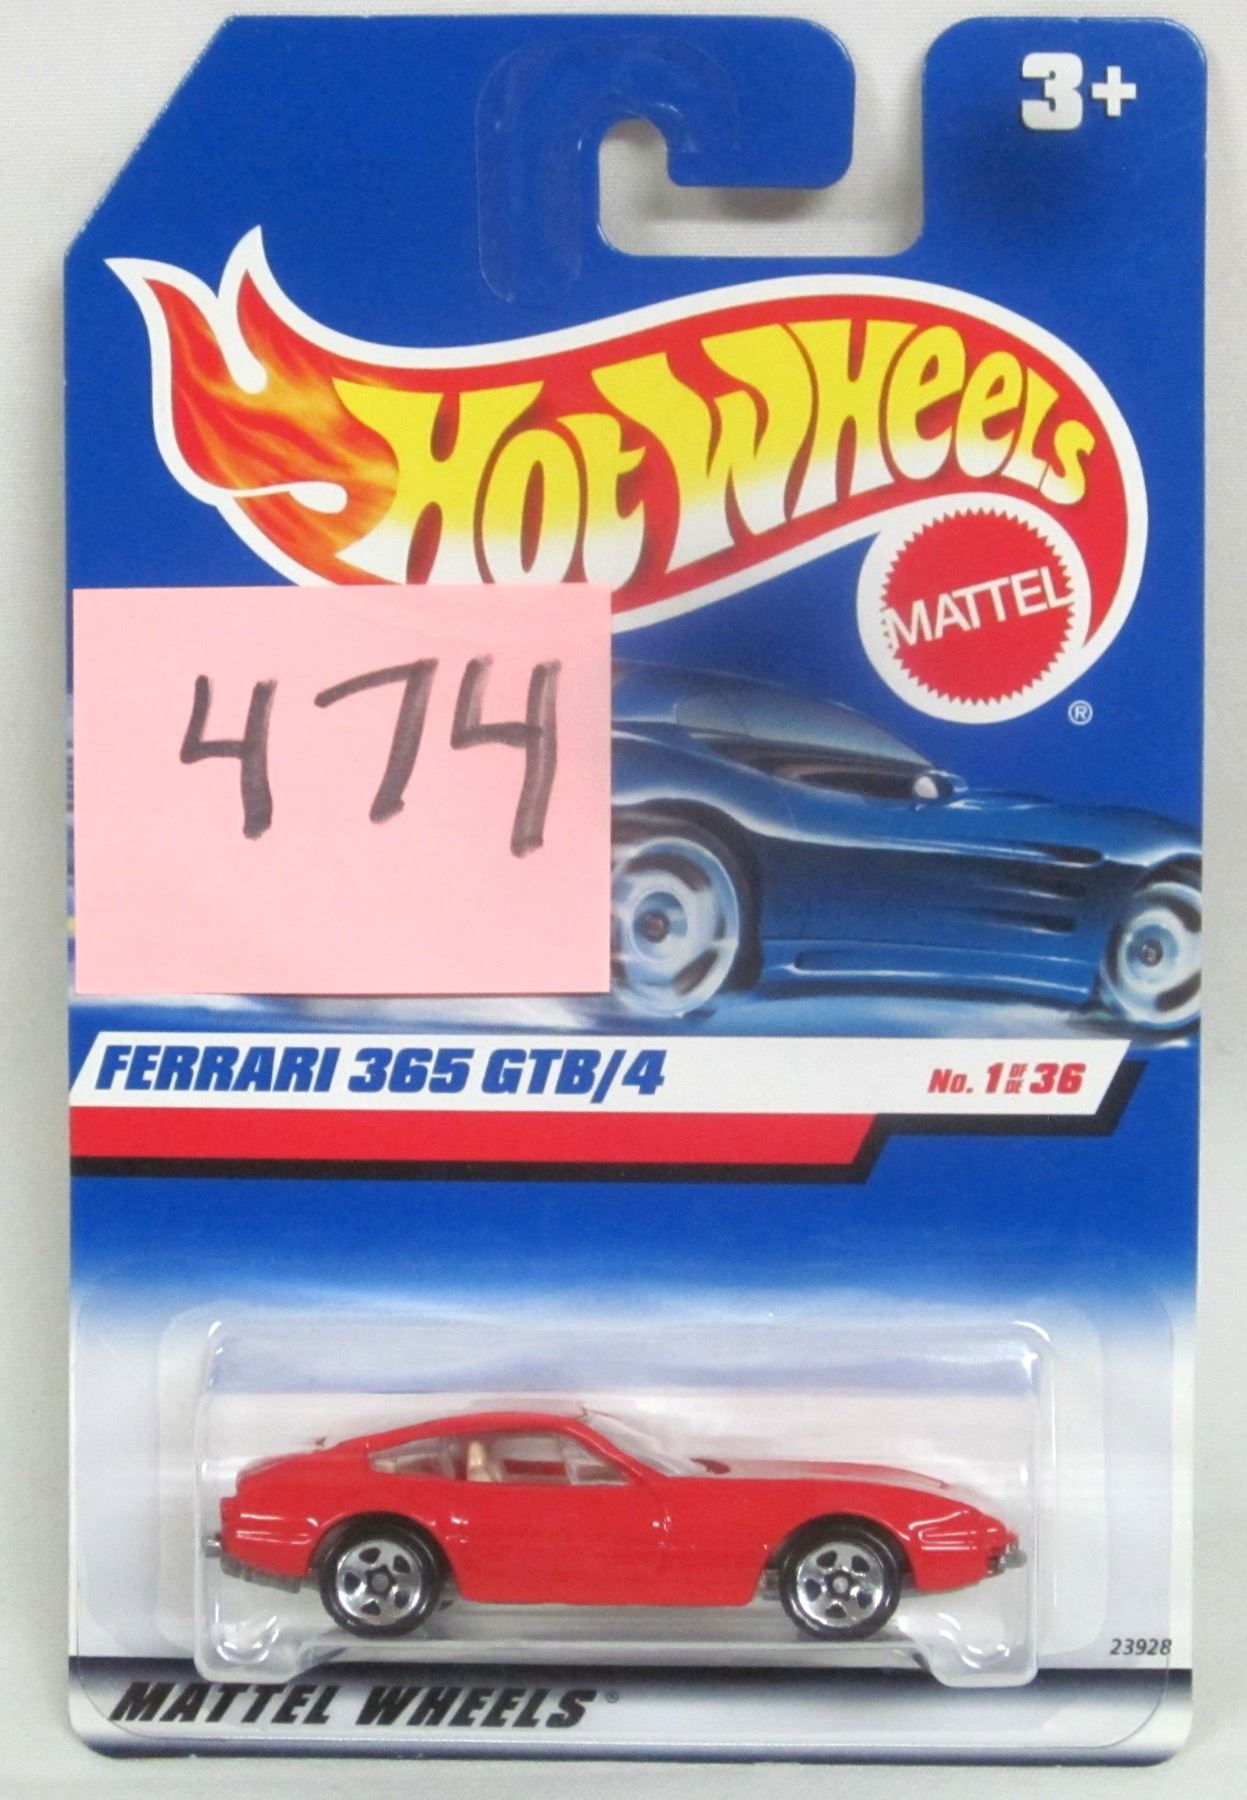 3+
HOT WHEELS
MATTEL
®
474
FERRARI 365 GTB/4
No. 1 OF DE 36
23928
MATTEL WHEELS®